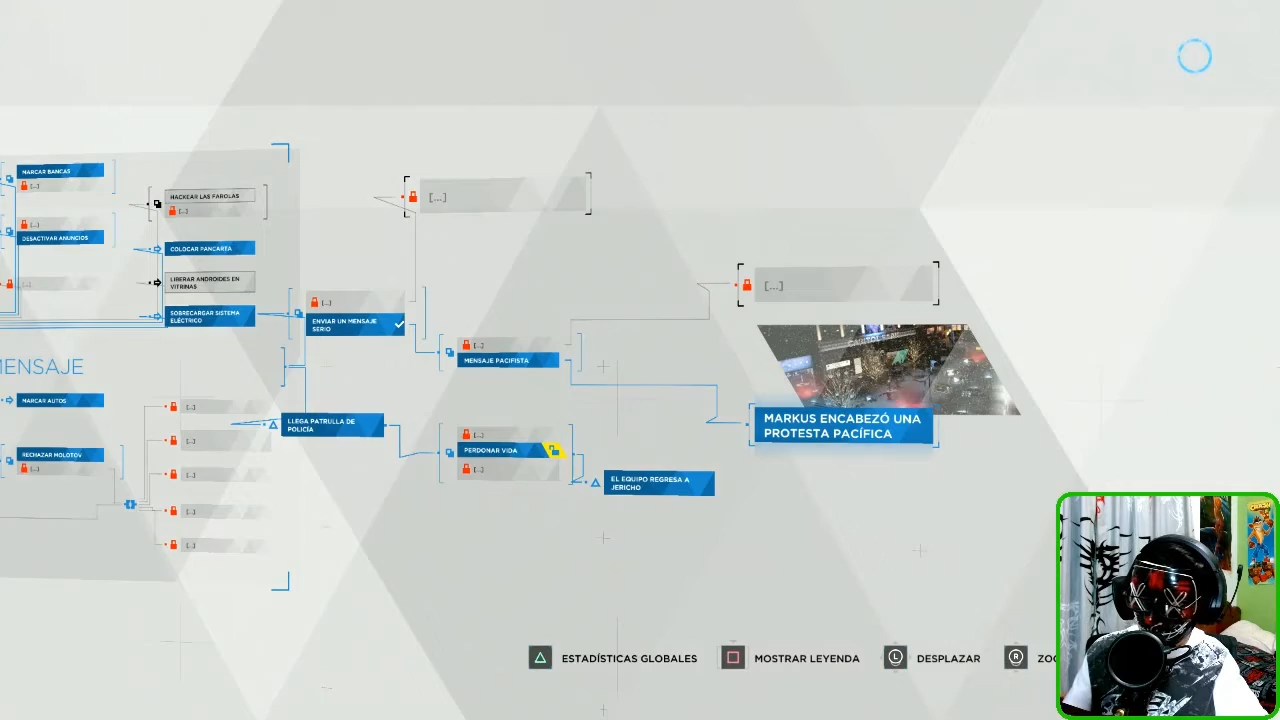 MARCAR BANCAS
[...]
[...]
DESACTIVAR ANUNCIOS
[...]
HACKEAR LAS FAROLAS
[...]
COLOCAR PANCARTA
LIBERAR ANDROIDES EN
VITRINAS
SOBRECARGAR SISTEMA
ELÉCTRICO
MENSAJE
MARCAR AUTOS
RECHAZAR MOLOTOV
[...]
[...]
[...]
[...]
[...]
[...]
[...]
ENVIAR UN MENSAJE
SERIO
LLEGA PATRULLA DE
POLICÍA
[...]
[...]
MENSAJE PACIFISTA
[...]
PERDONAR VIDA
[...]
EL EQUIPO REGRESA A
JERICHO
[...]
MARKUS ENCABEZÓ UNA
PROTESTA PACÍFICA
ESTADÍSTICAS GLOBALES
MOSTRAR LEYENDA
L
DESPLAZAR
R
ZO